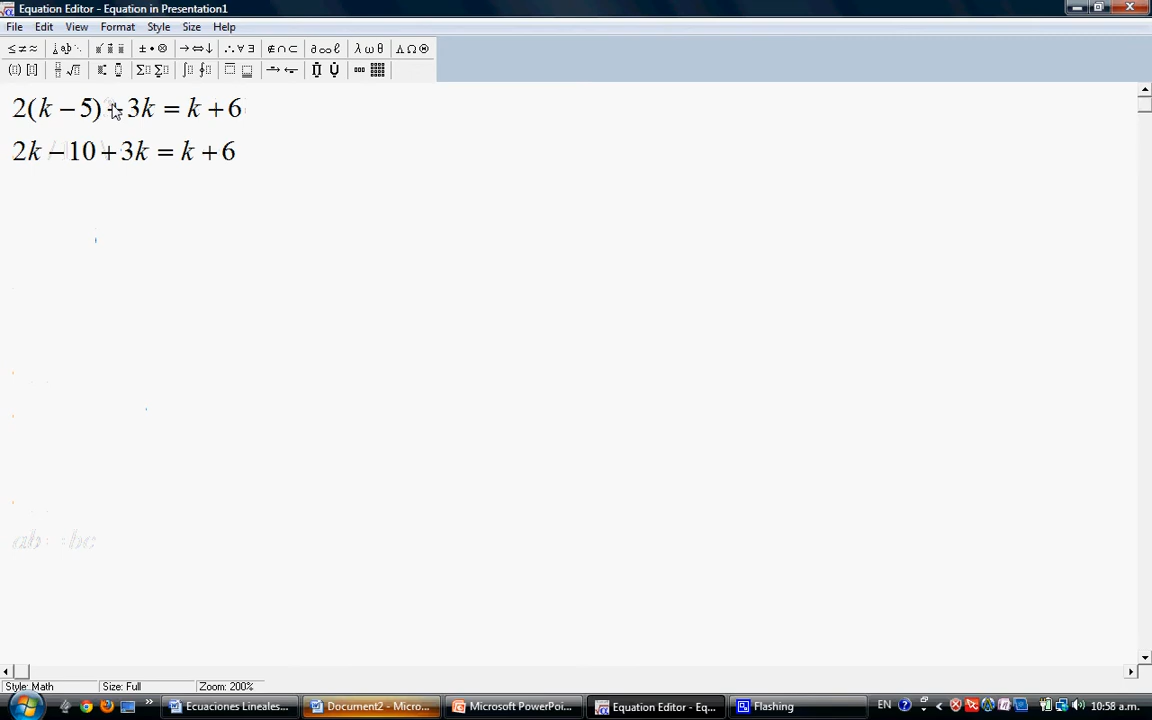 Equation Editor - Equation in Presentation1
File Edit View Format Style Size Help
2(k − 5) + 3k = k + 6
2k − 10 + 3k = k + 6
Style: Math Size: Full Zoom: 200%
Ecuaciones Lineales... Document2 - Micro... Microsoft PowerPoi... Equation Editor - Eq... Flashing EN 10:58 a.m.